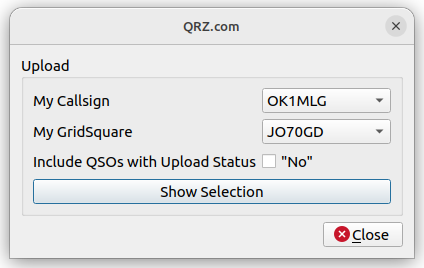 QRZ.com
Upload
My Callsign OK1MLG
My GridSquare JO70GD
Include QSOs with Upload Status "No"
Show Selection
Close